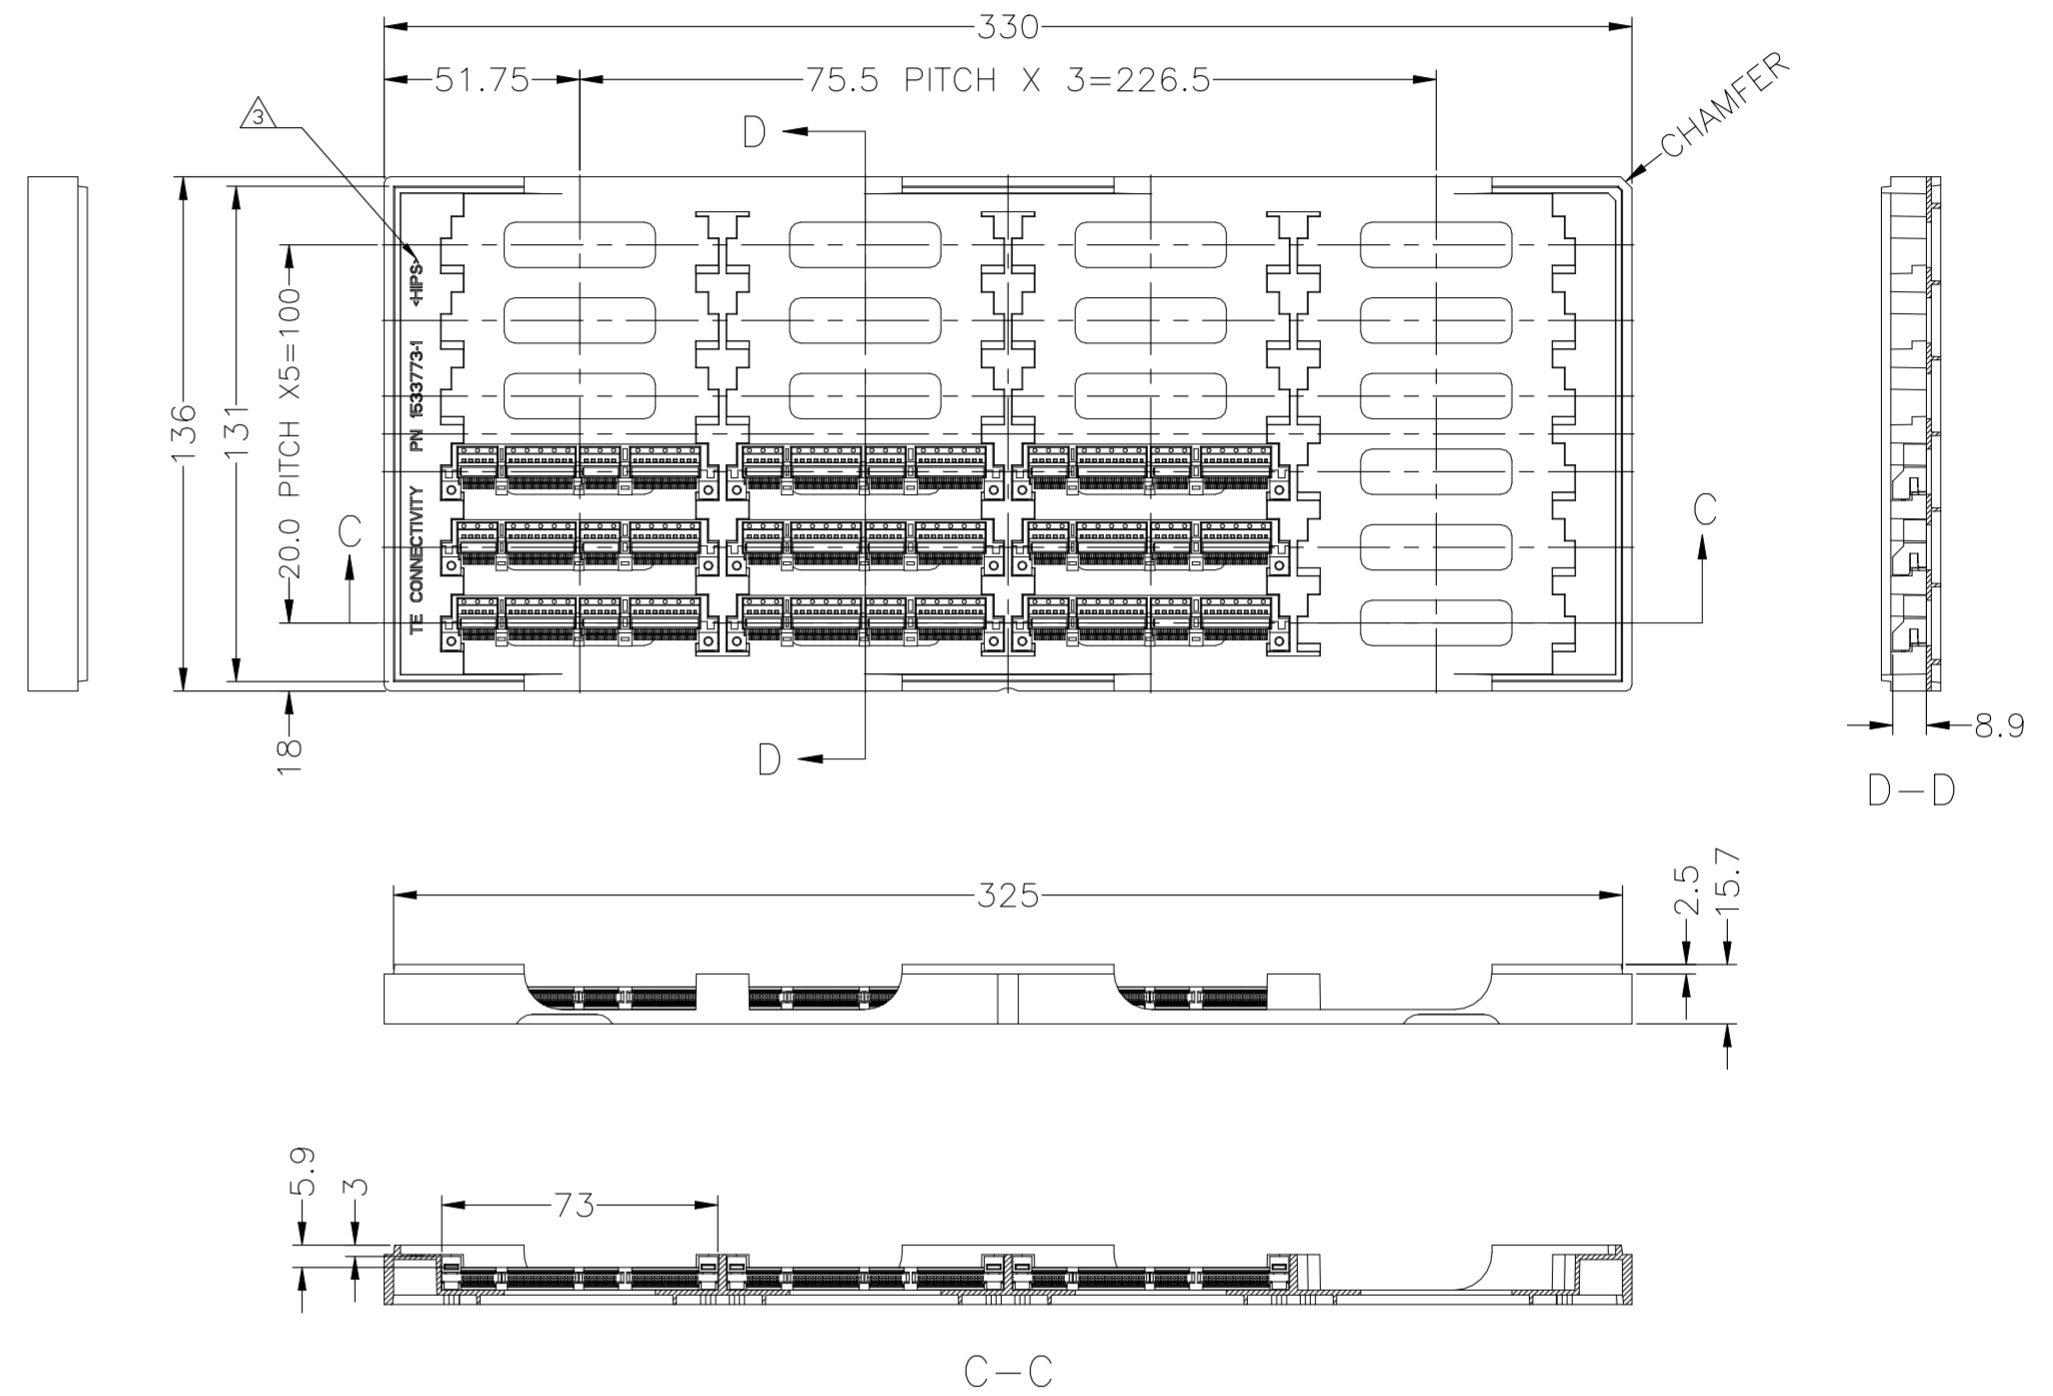 330
51.75
75.5 PITCH X 3=226.5
CHAMFER
3
D
136
131
20.0 PITCH X5=100
18
<HIPS>
PN 1533773-1
TE CONNECTIVITY
C
C
D
8.9
D-D
325
2.5
15.7
5.9
3
73
C-C